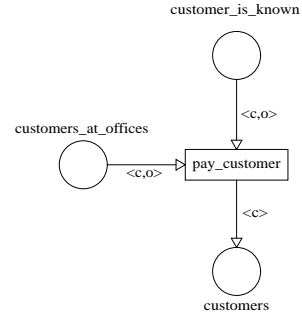 customer_is_known
<c,o>
customers_at_offices
<c,o>
pay_customer
<c>
customers